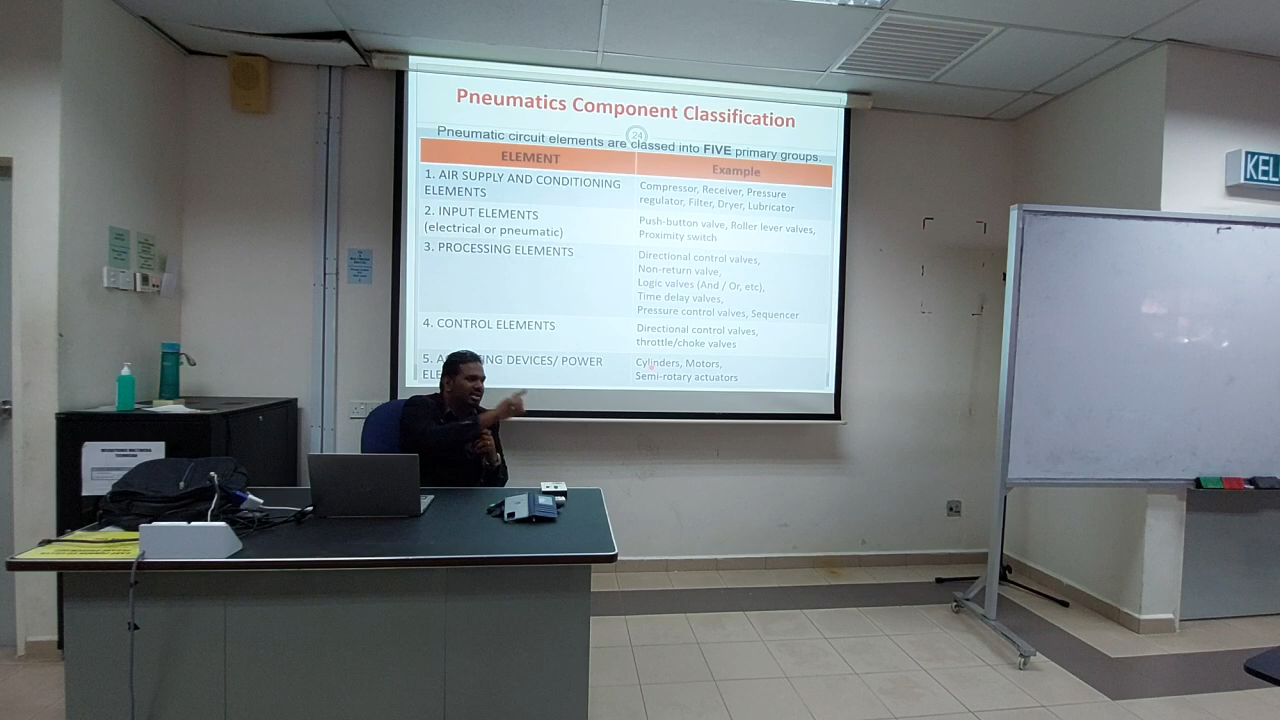 Pneumatics Component Classification
24
Pneumatic circuit elements are classed into FIVE primary groups.
ELEMENT
Example
1. AIR SUPPLY AND CONDITIONING
ELEMENTS
Compressor, Receiver, Pressure
regulator, Filter, Dryer, Lubricator
2. INPUT ELEMENTS
(electrical or pneumatic)
Push-button valve, Roller lever valves,
Proximity switch
3. PROCESSING ELEMENTS
Directional control valves,
Non-return valve,
Logic valves (And / Or, etc),
Time delay valves,
Pressure control valves, Sequencer
4. CONTROL ELEMENTS
Directional control valves,
throttle/choke valves
5. DEVICES/ POWER
Cylinders, Motors,
Semi-rotary actuators
KEL